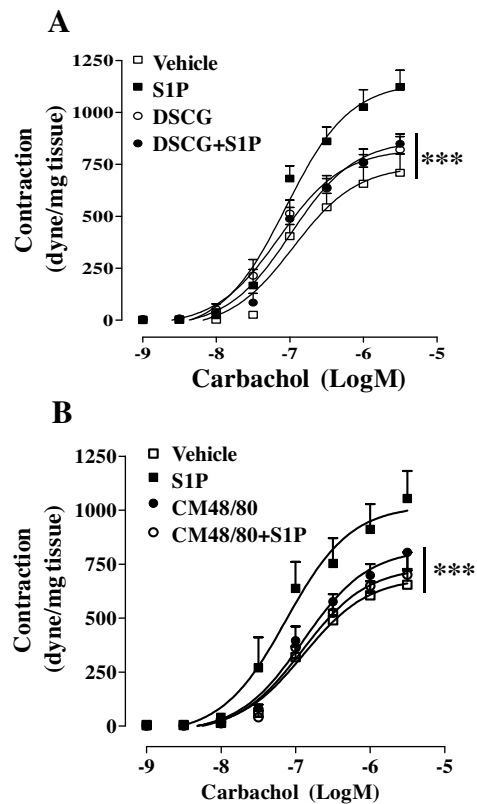 A
1250
1000
750
500
250
0
Contraction
(dyne/mg tissue)
Vehicle
S1P
DSCG
DSCG+S1P
***
-9 -8 -7 -6 -5
Carbachol (LogM)
B
1250
1000
750
500
250
0
Contraction
(dyne/mg tissue)
Vehicle
S1P
CM48/80
CM48/80+S1P
***
-9 -8 -7 -6 -5
Carbachol (LogM)